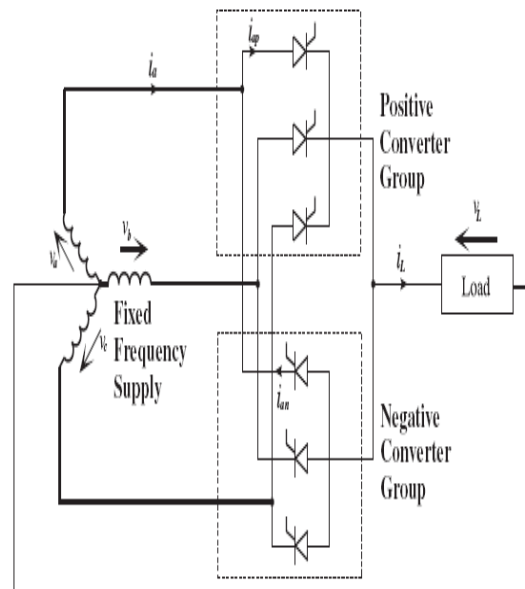 i_ap
i_a
Positive
Converter
Group
v_b
v_a
v_L
i_L
Load
Fixed
Frequency
Supply
v_c
i_an
Negative
Converter
Group